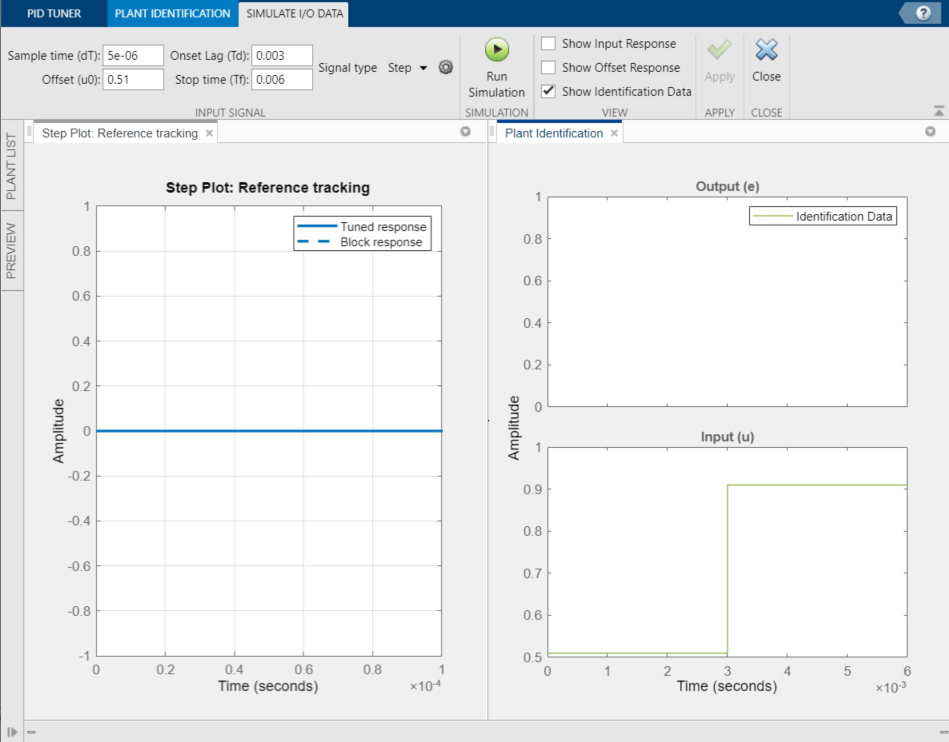 PID TUNER
PLANT IDENTIFICATION
SIMULATE I/O DATA
?
Sample time (dT): 5e-06
Onset Lag (Td): 0.003
Offset (u0): 0.51
Stop time (Tf): 0.006
Signal type Step
INPUT SIGNAL
Run
Simulation
SIMULATION
Show Input Response
Show Offset Response
Show Identification Data
VIEW
Apply
APPLY
Close
CLOSE
PLANT LIST
PREVIEW
Step Plot: Reference tracking
Step Plot: Reference tracking
Tuned response
Block response
Amplitude
1
0.8
0.6
0.4
0.2
0
-0.2
-0.4
-0.6
-0.8
-1
0 0.2 0.4 0.6 0.8 1
Time (seconds)
×10⁻⁴
Plant Identification
Output (e)
Identification Data
1
0.8
0.6
0.4
0.2
0
Amplitude
Input (u)
1
0.9
0.8
0.7
0.6
0.5
0 1 2 3 4 5 6
Time (seconds)
×10⁻³